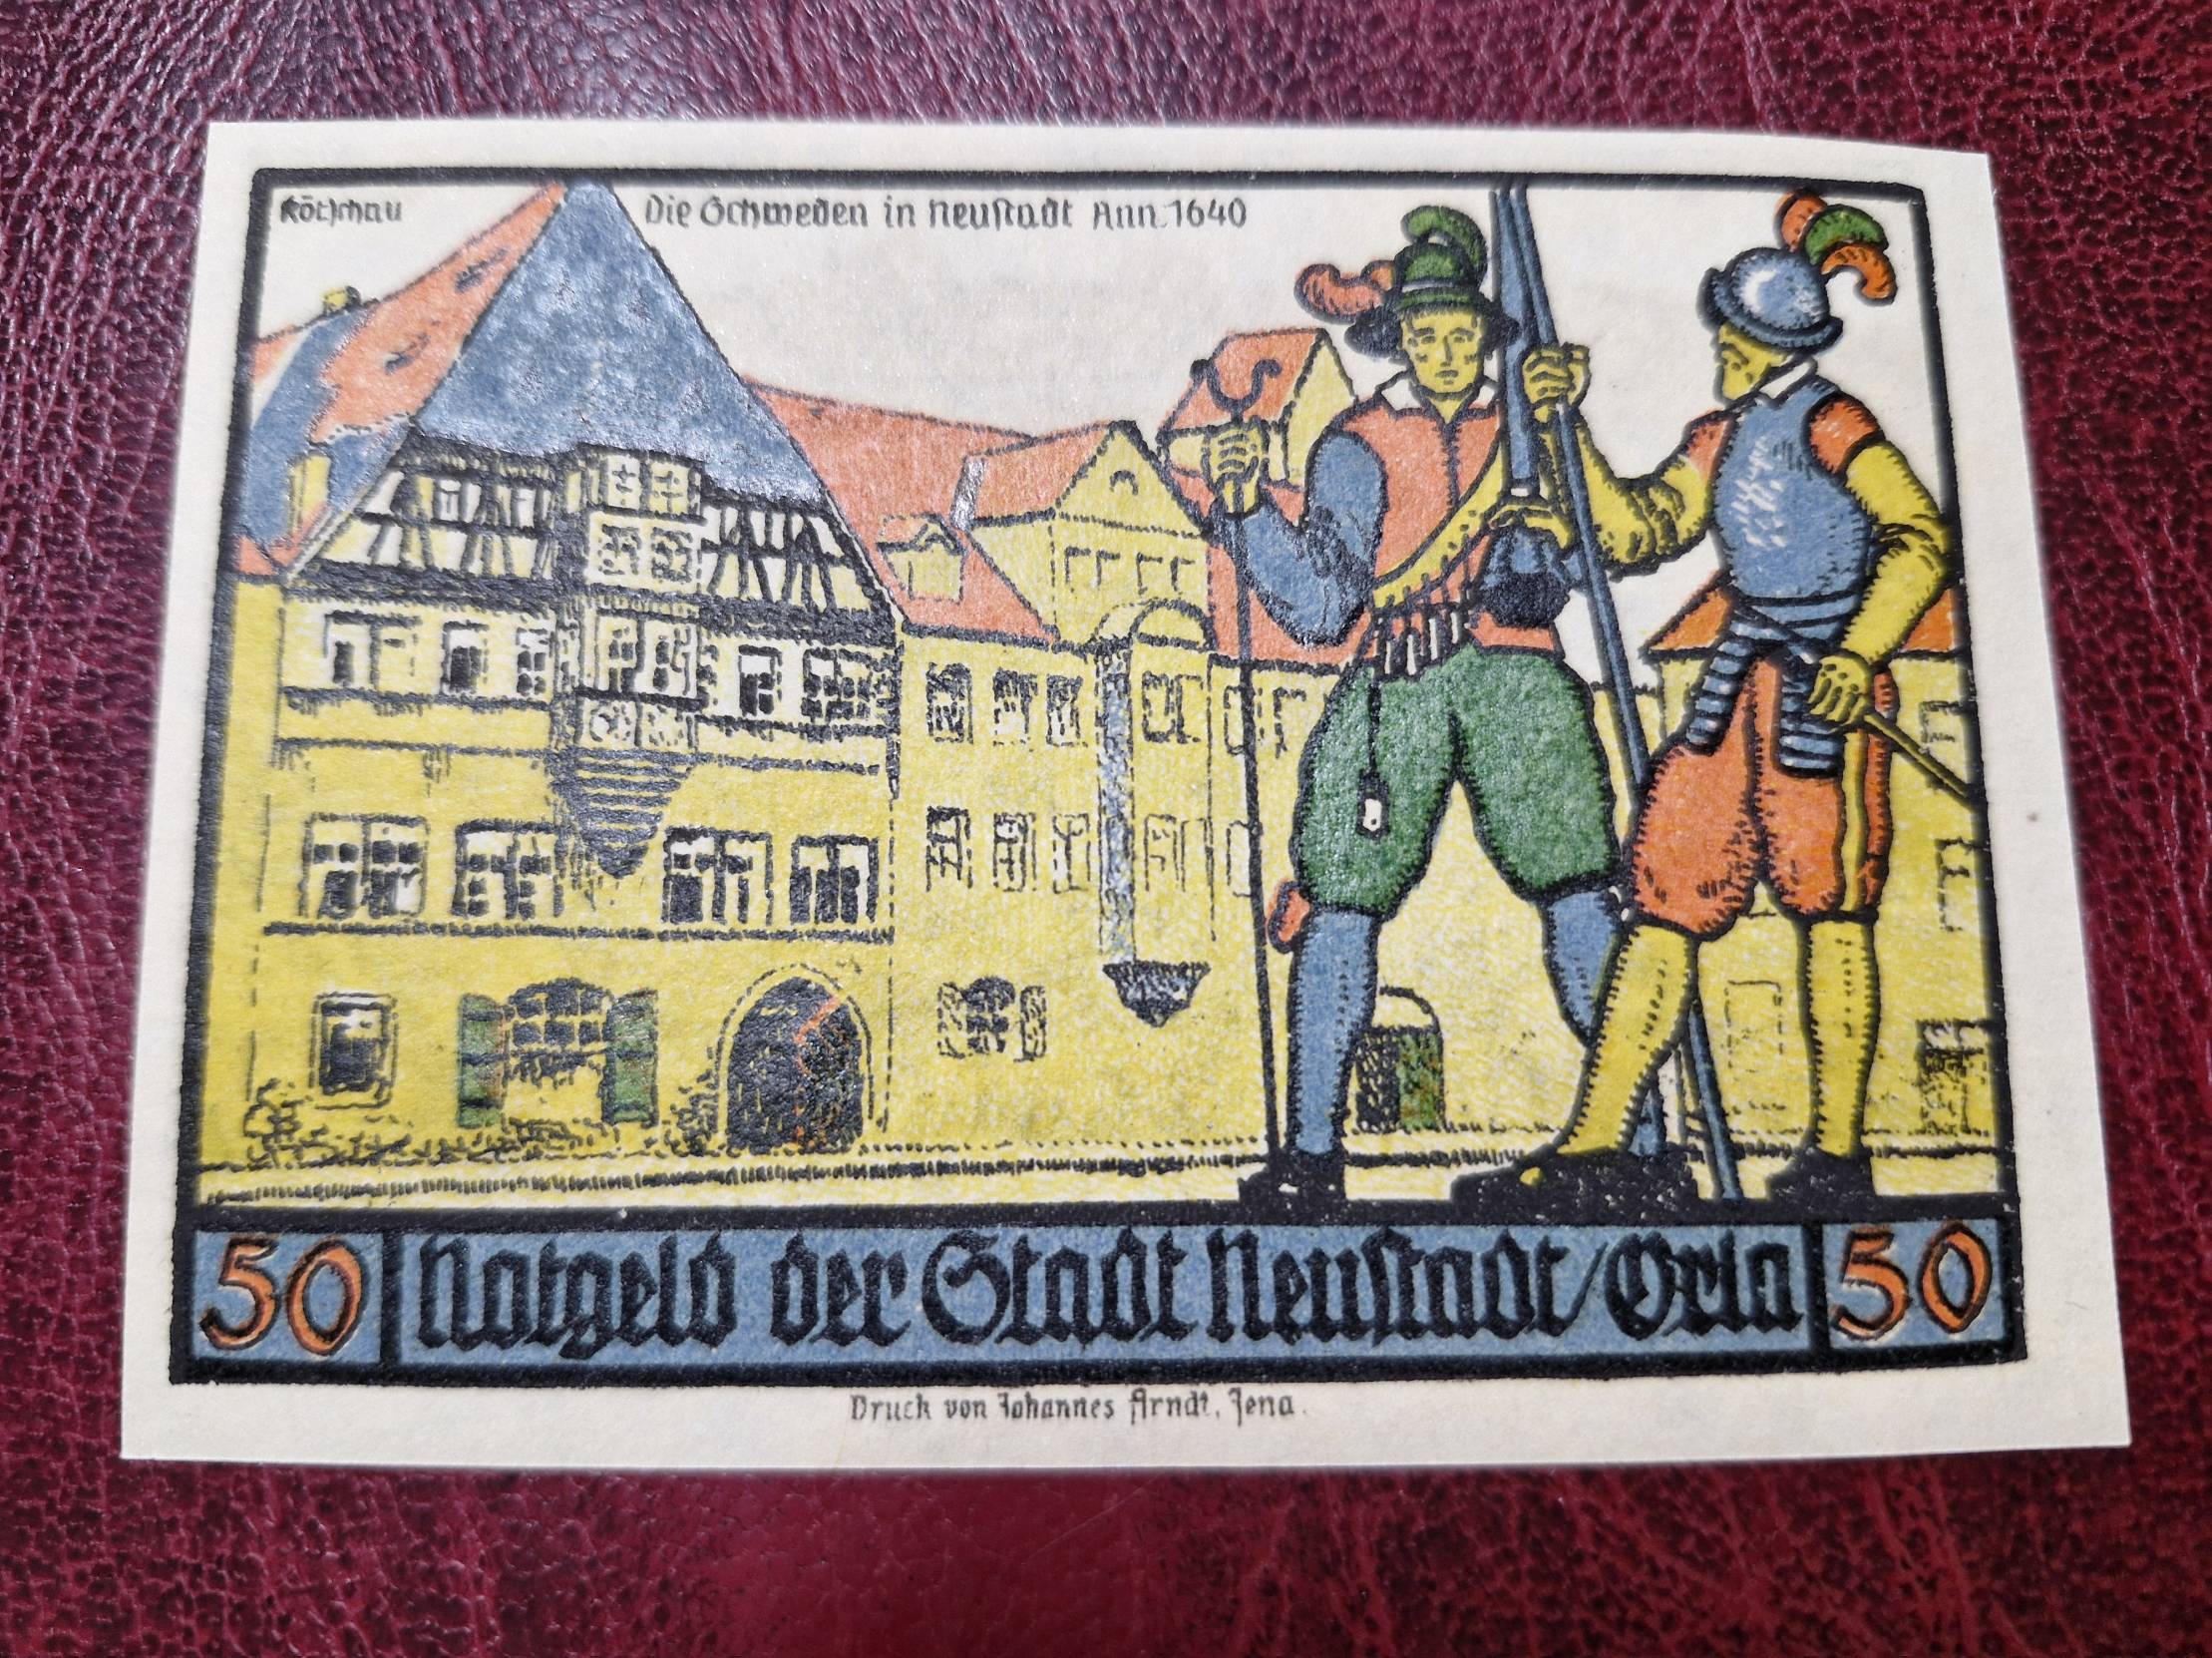 Kötschau
Die Schweden in Neustadt Ann. 1640
50 Notgeld der Stadt Neustadt/Orla 50
Druck von Johannes Arndt, Jena.